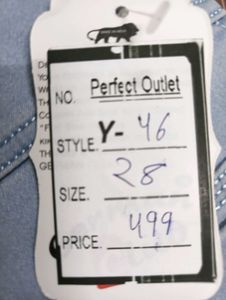 NO. Perfect Outlet
STYLE. Y- 46
SIZE. 28
PRICE. 499